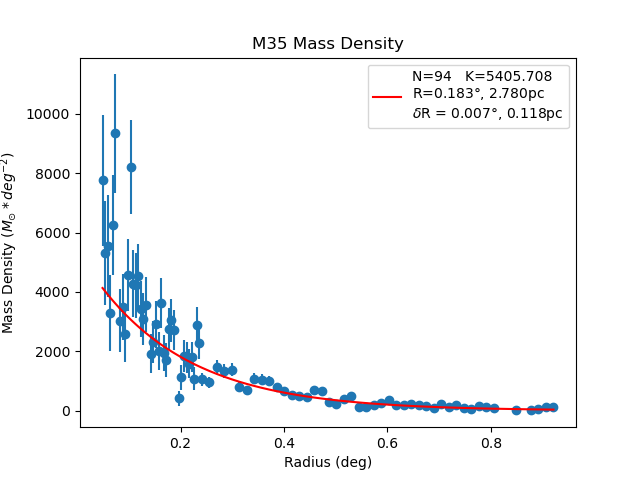 M35 Mass Density
N=94 K=5405.708
R=0.183°, 2.780pc
δR = 0.007°, 0.118pc
Mass Density (M⊙ * deg⁻²)
10000
8000
6000
4000
2000
0
0.2 0.4 0.6 0.8
Radius (deg)